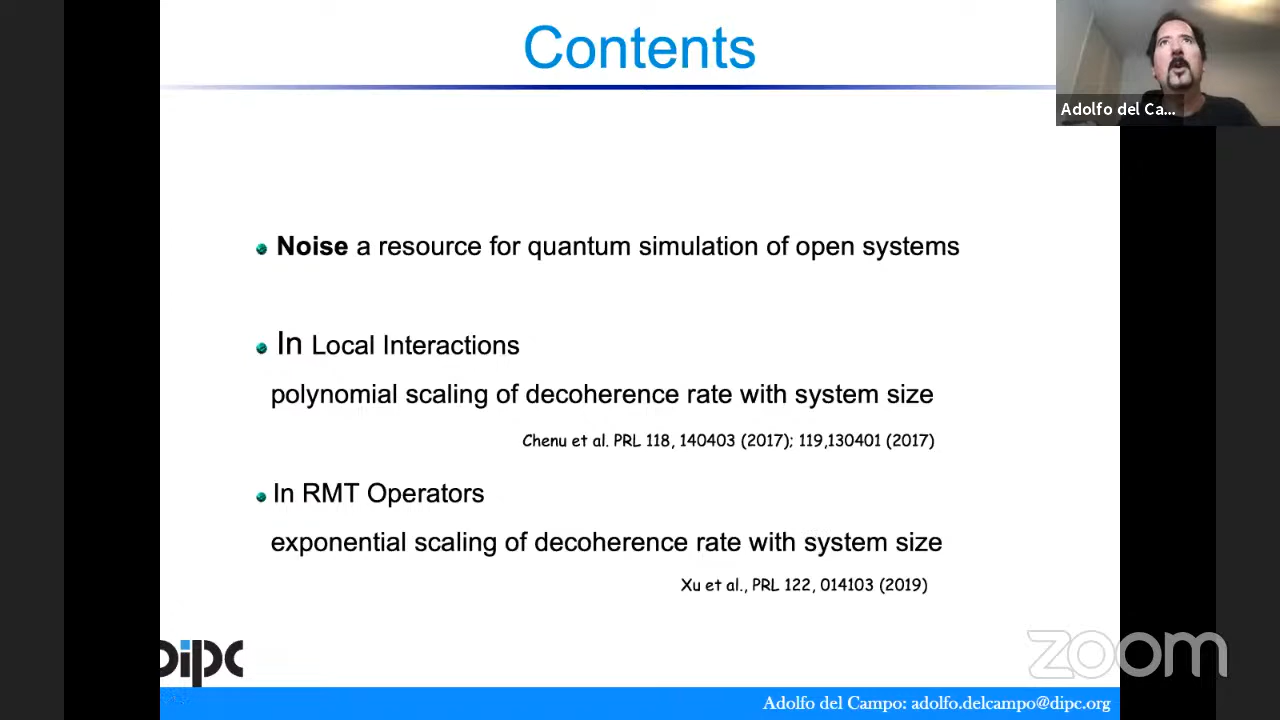 Contents
Adolfo del Ca...
Noise a resource for quantum simulation of open systems
In Local Interactions
polynomial scaling of decoherence rate with system size
Chenu et al. PRL 118, 140403 (2017); 119,130401 (2017)
In RMT Operators
exponential scaling of decoherence rate with system size
Xu et al., PRL 122, 014103 (2019)
dipc
zoom
Adolfo del Campo: adolfo.delcampo@dipc.org